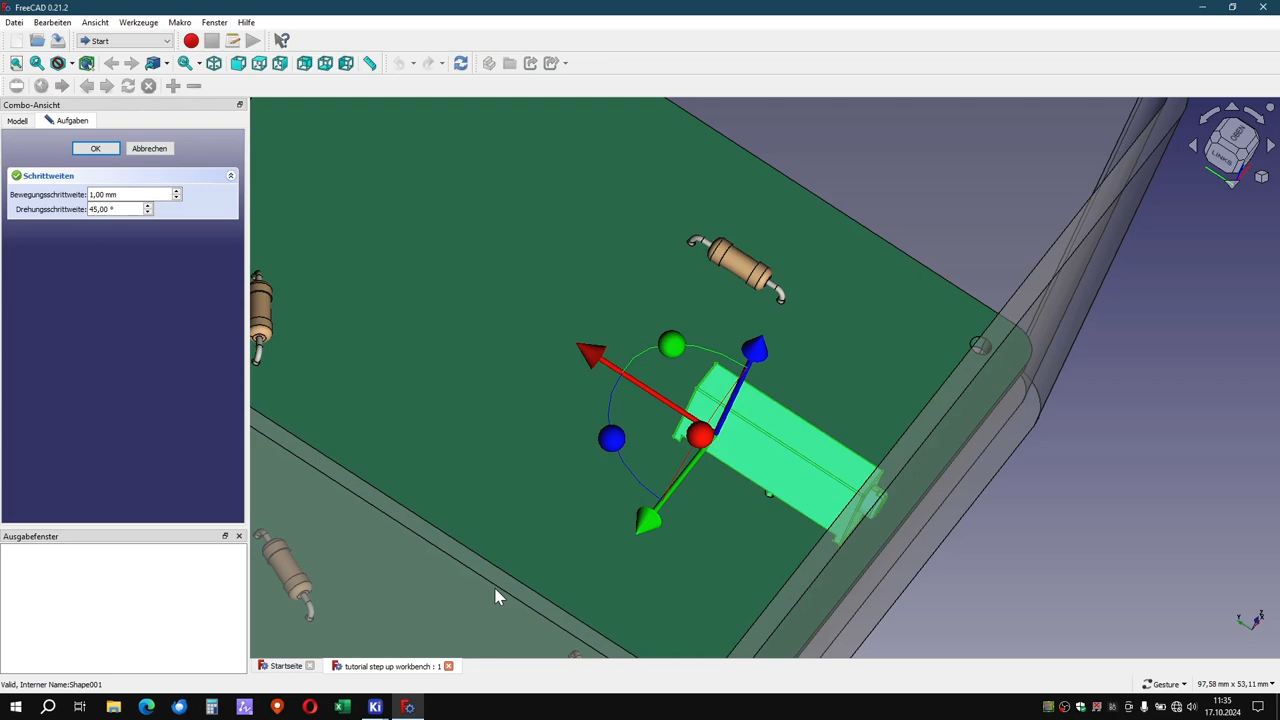 FreeCAD 0.21.2
Datei Bearbeiten Ansicht Werkzeuge Makro Fenster Hilfe
Start
Combo-Ansicht
Modell Aufgaben
OK Abbrechen
Schrittweiten
Bewegungsschrittweite: 1,00 mm
Drehungsschrittweite: 45,00 °
Ausgabefenster
Startseite tutorial step up workbench : 1
Valid, Interner Name:Shape001
Gesture 97,58 mm x 53,11 mm
Ki
11:35
17.10.2024